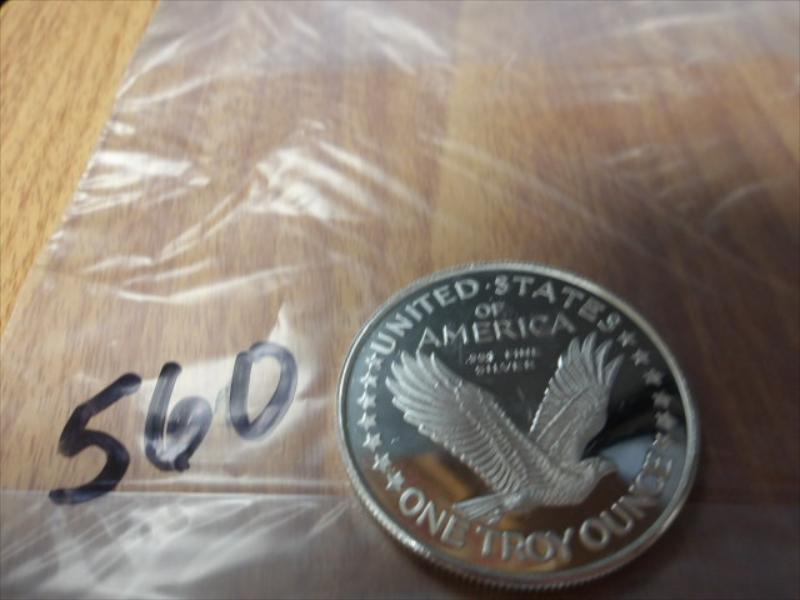 UNITED·STATES
OF
AMERICA
.999 FINE
SILVER
ONE TROY OUNCE
560